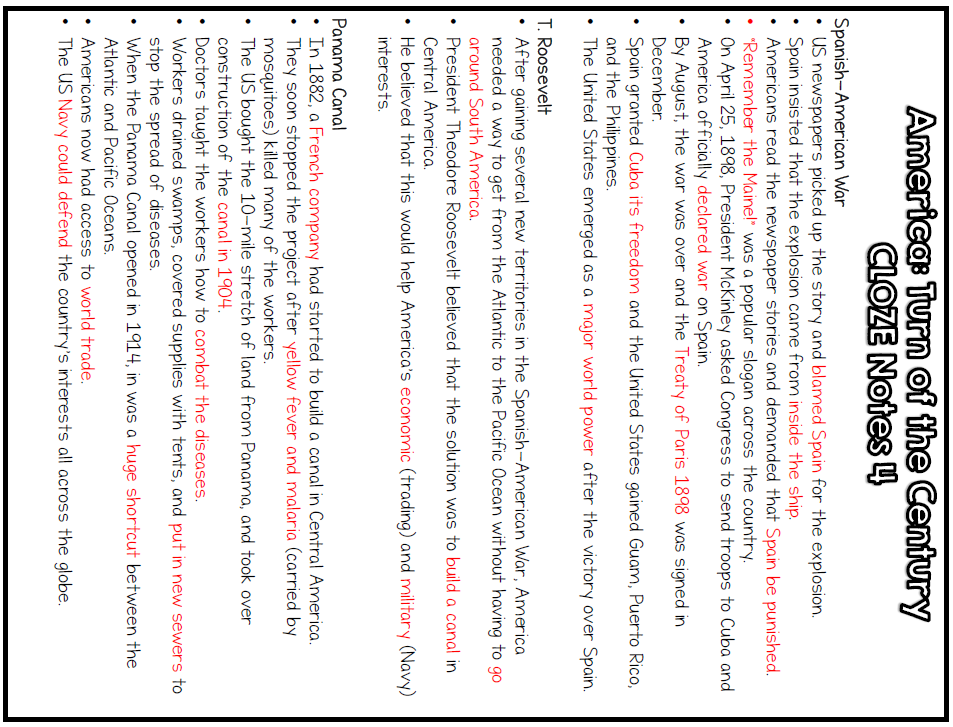 America: Turn of the Century
CLOZE Notes 4
Spanish-American War
• US newspapers picked up the story and blamed Spain for the explosion.
• Spain insisted that the explosion came from inside the ship.
• Americans read the newspaper stories and demanded that Spain be punished.
• "Remember the Maine!" was a popular slogan across the country.
• On April 25, 1898, President McKinley asked Congress to send troops to Cuba and
America officially declared war on Spain.
• By August, the war was over and the Treaty of Paris 1898 was signed in
December.
• Spain granted Cuba its freedom and the United States gained Guam, Puerto Rico,
and the Philippines.
• The United States emerged as a major world power after the victory over Spain.
T. Roosevelt
• After gaining several new territories in the Spanish-American War, America
needed a way to get from the Atlantic to the Pacific Ocean without having to go
around South America.
• President Theodore Roosevelt believed that the solution was to build a canal in
Central America.
• He believed that this would help America's economic (trading) and military (Navy)
interests.
Panama Canal
• In 1882, a French company had started to build a canal in Central America.
• They soon stopped the project after yellow fever and malaria (carried by
mosquitoes) killed many of the workers.
• The US bought the 10-mile stretch of land from Panama, and took over
construction of the canal in 1904.
• Doctors taught the workers how to combat the diseases.
• Workers drained swamps, covered supplies with tents, and put in new sewers to
stop the spread of diseases.
• When the Panama Canal opened in 1914, in was a huge shortcut between the
Atlantic and Pacific Oceans.
• Americans now had access to world trade.
• The US Navy could defend the country's interests all across the globe.